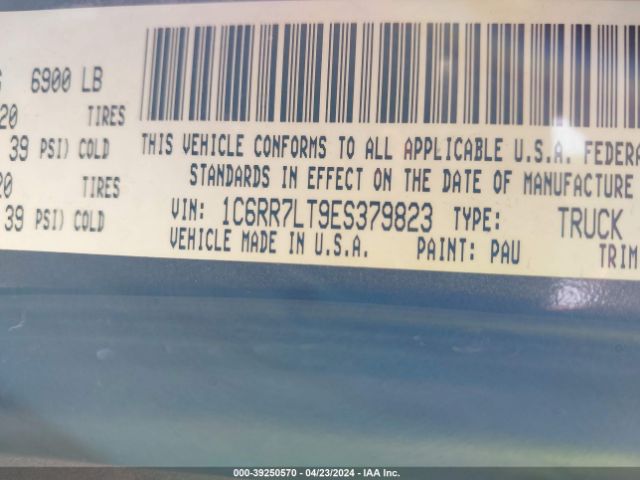 6900 LB
20 TIRES
39 PSI) COLD
20 TIRES
39 PSI) COLD
THIS VEHICLE CONFORMS TO ALL APPLICABLE U.S.A. FEDERA
STANDARDS IN EFFECT ON THE DATE OF MANUFACTURE
VIN: 1C6RR7LT9ES379823 TYPE: TRUCK
VEHICLE MADE IN U.S.A. PAINT: PAU TRIM
000-39250570 - 04/23/2024 - IAA Inc.